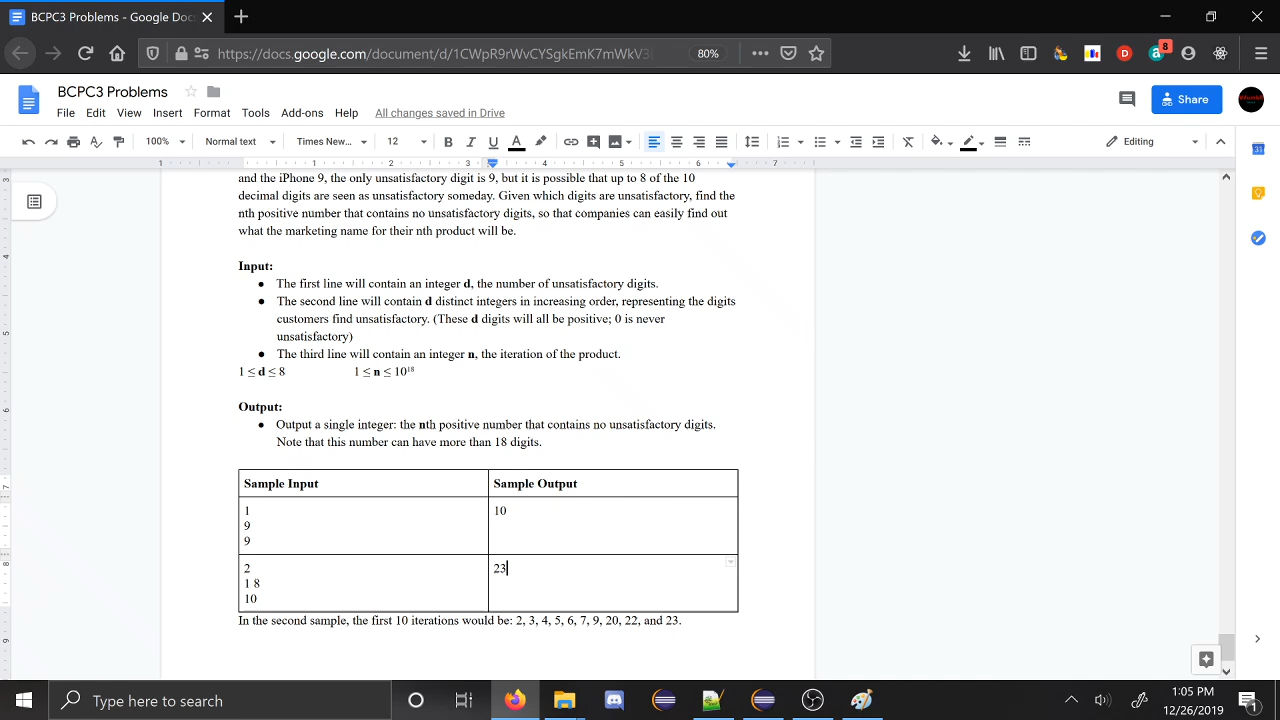 BCPC3 Problems - Google Doc
https://docs.google.com/document/d/1OWpR9rWvCYSgkEmK7mWkV3
80%
8
BCPC3 Problems
File Edit View Insert Format Tools Add-ons Help All changes saved in Drive
Share
100% Normal text Times New... 12 Editing
1 1 2 3 4 5 6 7
and the iPhone 9, the only unsatisfactory digit is 9, but it is possible that up to 8 of the 10
decimal digits are seen as unsatisfactory someday. Given which digits are unsatisfactory, find the
nth positive number that contains no unsatisfactory digits, so that companies can easily find out
what the marketing name for their nth product will be.
Input:
● The first line will contain an integer d, the number of unsatisfactory digits.
● The second line will contain d distinct integers in increasing order, representing the digits
customers find unsatisfactory. (These d digits will all be positive; 0 is never
unsatisfactory)
● The third line will contain an integer n, the iteration of the product.
1 ≤ d ≤ 8 1 ≤ n ≤ 10¹⁸
Output:
● Output a single integer: the nth positive number that contains no unsatisfactory digits.
Note that this number can have more than 18 digits.
Sample Input Sample Output
1 10
9
9
2 23
1 8
10
In the second sample, the first 10 iterations would be: 2, 3, 4, 5, 6, 7, 9, 20, 22, and 23.
Type here to search
1:05 PM
12/26/2019